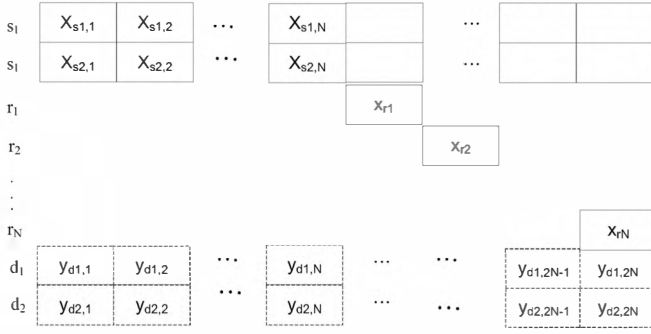 s₁ Xs1,1 Xs1,2 ... Xs1,N ...
s₁ Xs2,1 Xs2,2 ... Xs2,N ...
r₁ xr1
r₂ xr2
.
.
.
rN xrN
d₁ yd1,1 yd1,2 ... yd1,N ... ... yd1,2N-1 yd1,2N
d₂ yd2,1 yd2,2 ... yd2,N ... ... yd2,2N-1 yd2,2N